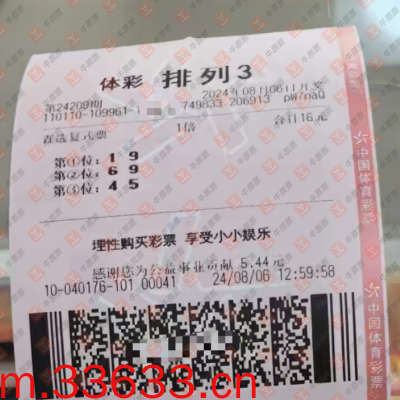 体彩 排列3
第24209期 2024年08月06日开奖
110110-109961-1 749833 206913 pW/naQ
直选复式票 1倍 合计16元
第①位: 1 9
第②位: 6 9
第③位: 4 5
理性购买彩票 享受小小娱乐
感谢您为公益事业贡献 5.44元
10-040176-101 00041 24/08/06 12:59:58
中国体育彩票
中国体育彩票
m.33633.cn